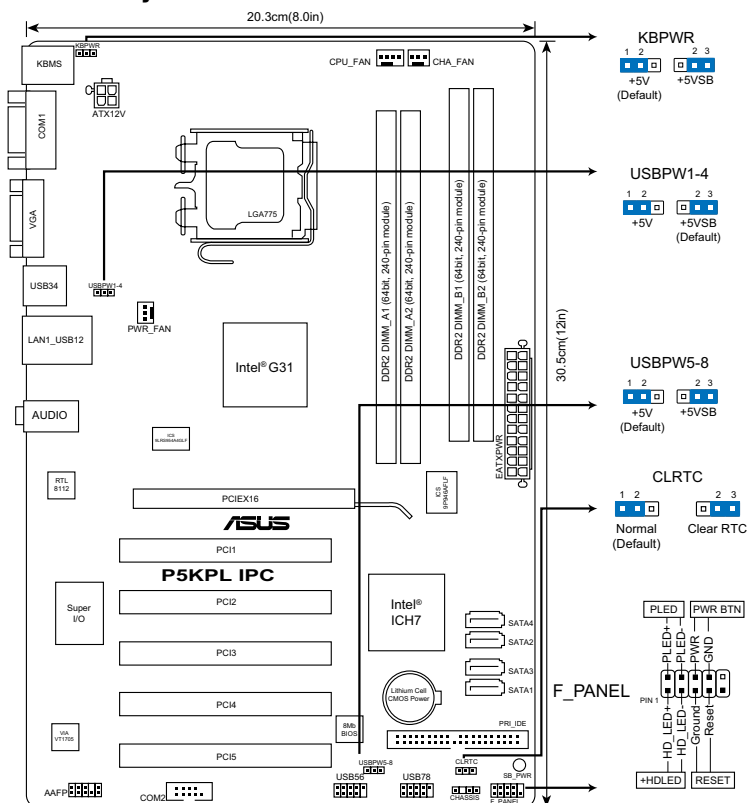 20.3cm(8.0in)
KBPWR
KBMS
CPU_FAN
CHA_FAN
KBPWR
1 2
2 3
+5V
(Default)
+5VSB
ATX12V
COM1
VGA
LGA775
DDR2 DIMM_A1 (64bit, 240-pin module)
DDR2 DIMM_A2 (64bit, 240-pin module)
DDR2 DIMM_B1 (64bit, 240-pin module)
DDR2 DIMM_B2 (64bit, 240-pin module)
USBPW1-4
1 2
2 3
+5V
+5VSB
(Default)
USB34
USBPW1-4
PWR_FAN
LAN1_USB12
Intel® G31
30.5cm(12in)
EATXPWR
USBPW5-8
1 2
2 3
+5V
(Default)
+5VSB
AUDIO
ICS
RTL
8112
ICS
9P946AFLF
PCIEX16
CLRTC
1 2
2 3
Normal
(Default)
Clear RTC
ASUS
PCI1
P5KPL IPC
PCI2
Super
I/O
Intel®
ICH7
PCI3
SATA4
SATA2
SATA3
SATA1
PCI4
Lithium Cell
CMOS Power
F_PANEL
PLED
PWR BTN
PLED+
PLED-
PWR
GND
PIN 1
HD_LED+
HD_LED-
Ground
Reset
+HDLED
RESET
VIA
VT1705
8Mb
BIOS
PRI_IDE
PCI5
USBPW5-8
CLRTC
SB_PWR
AAFP
COM2
USB56
USB78
CHASSIS
F_PANEL